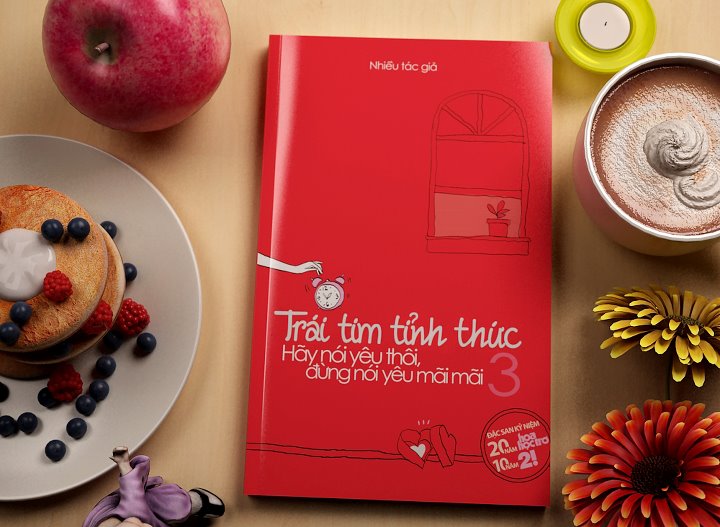 Nhiều tác giả
Trái tim tỉnh thức
Hãy nói yêu thôi,
đừng nói yêu mãi mãi 3
ĐẶC SAN KỶ NIỆM
20 NĂM hoa học trò
10 NĂM 2!